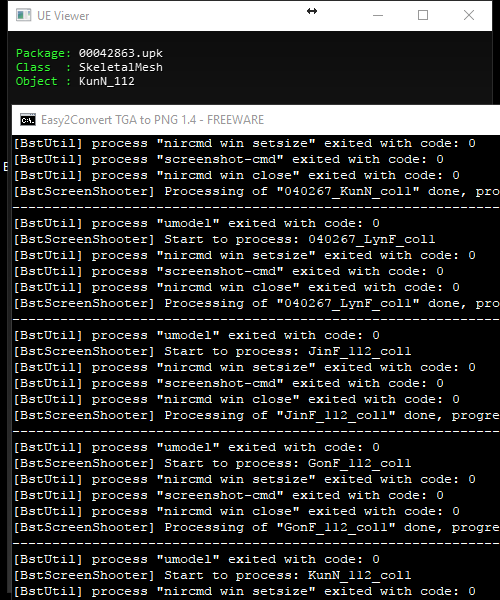 UE Viewer
Package: 00042863.upk
Class : SkeletalMesh
Object : KunN_112
Easy2Convert TGA to PNG 1.4 - FREEWARE
[BstUtil] process "nircmd win setsize" exited with code: 0
[BstUtil] process "screenshot-cmd" exited with code: 0
[BstUtil] process "nircmd win close" exited with code: 0
[BstScreenShooter] Processing of "040267_KunN_col1" done, pro
[BstUtil] process "umodel" exited with code: 0
[BstScreenShooter] Start to process: 040267_LynF_col1
[BstUtil] process "nircmd win setsize" exited with code: 0
[BstUtil] process "screenshot-cmd" exited with code: 0
[BstUtil] process "nircmd win close" exited with code: 0
[BstScreenShooter] Processing of "040267_LynF_col1" done, pro
[BstUtil] process "umodel" exited with code: 0
[BstScreenShooter] Start to process: JinF_112_col1
[BstUtil] process "nircmd win setsize" exited with code: 0
[BstUtil] process "screenshot-cmd" exited with code: 0
[BstUtil] process "nircmd win close" exited with code: 0
[BstScreenShooter] Processing of "JinF_112_col1" done, progre
[BstUtil] process "umodel" exited with code: 0
[BstScreenShooter] Start to process: GonF_112_col1
[BstUtil] process "nircmd win setsize" exited with code: 0
[BstUtil] process "screenshot-cmd" exited with code: 0
[BstUtil] process "nircmd win close" exited with code: 0
[BstScreenShooter] Processing of "GonF_112_col1" done, progre
[BstUtil] process "umodel" exited with code: 0
[BstScreenShooter] Start to process: KunN_112_col1
[BstUtil] process "nircmd win setsize" exited with code: 0